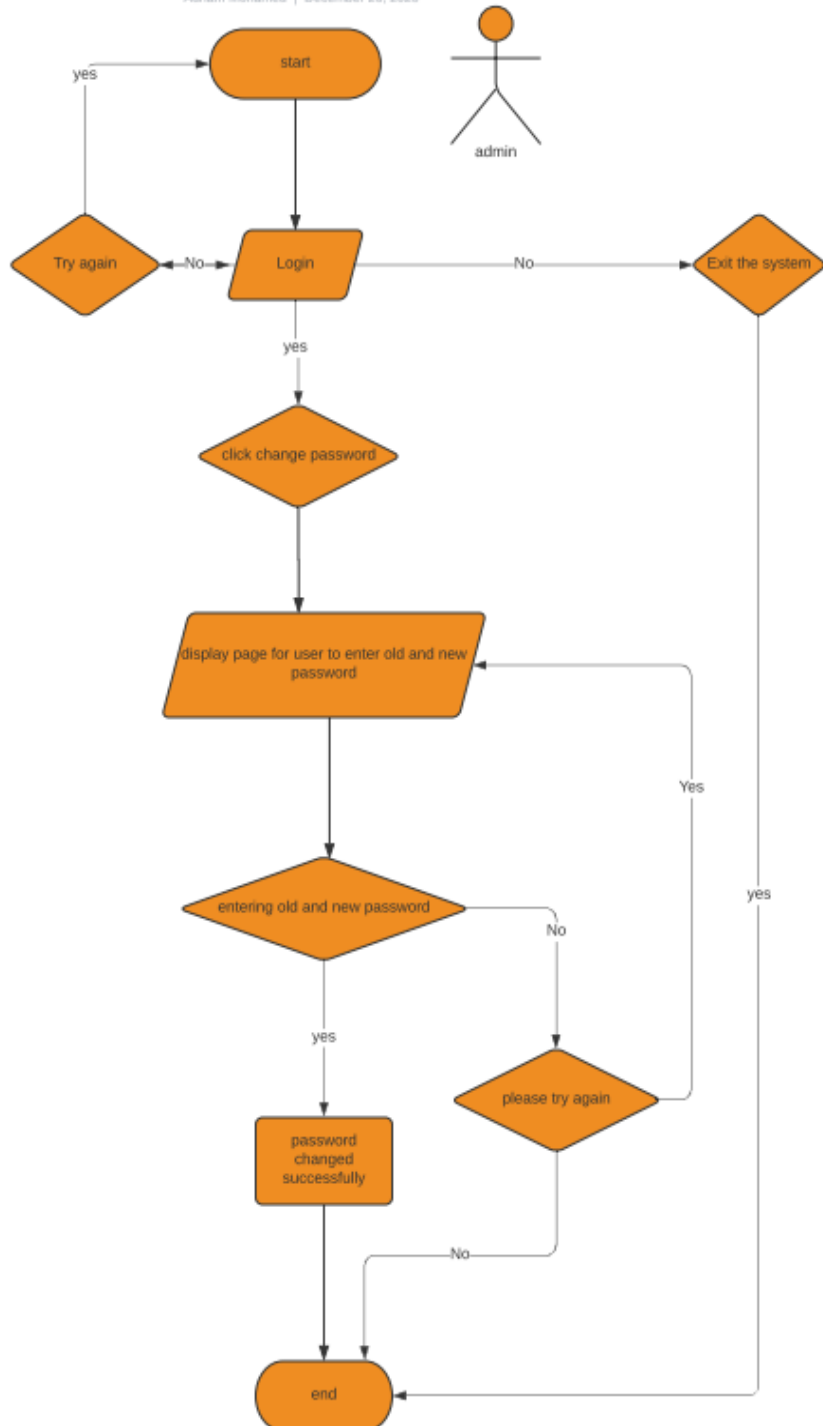 start
yes
admin
Try again
No
Login
No
Exit the system
yes
click change password
display page for user to enter old and new
password
Yes
yes
entering old and new password
No
yes
please try again
password
changed
successfully
No
end